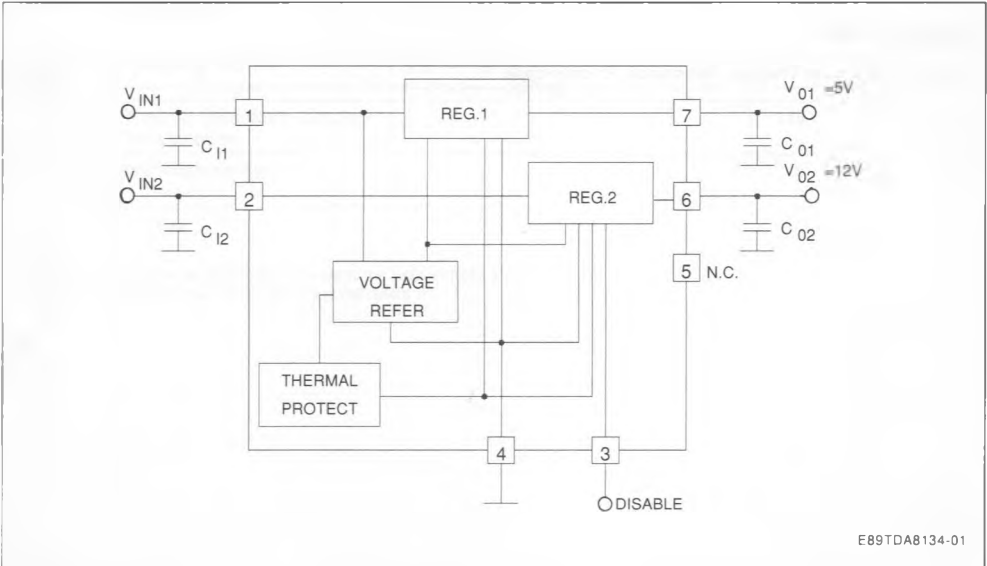 V IN1
1
REG.1
7
V 01 =5V
C I1
C 01
V IN2
2
REG.2
6
V 02 =12V
C I2
C 02
5 N.C.
VOLTAGE
REFER
THERMAL
PROTECT
4
3
DISABLE
E89TDA8134-01